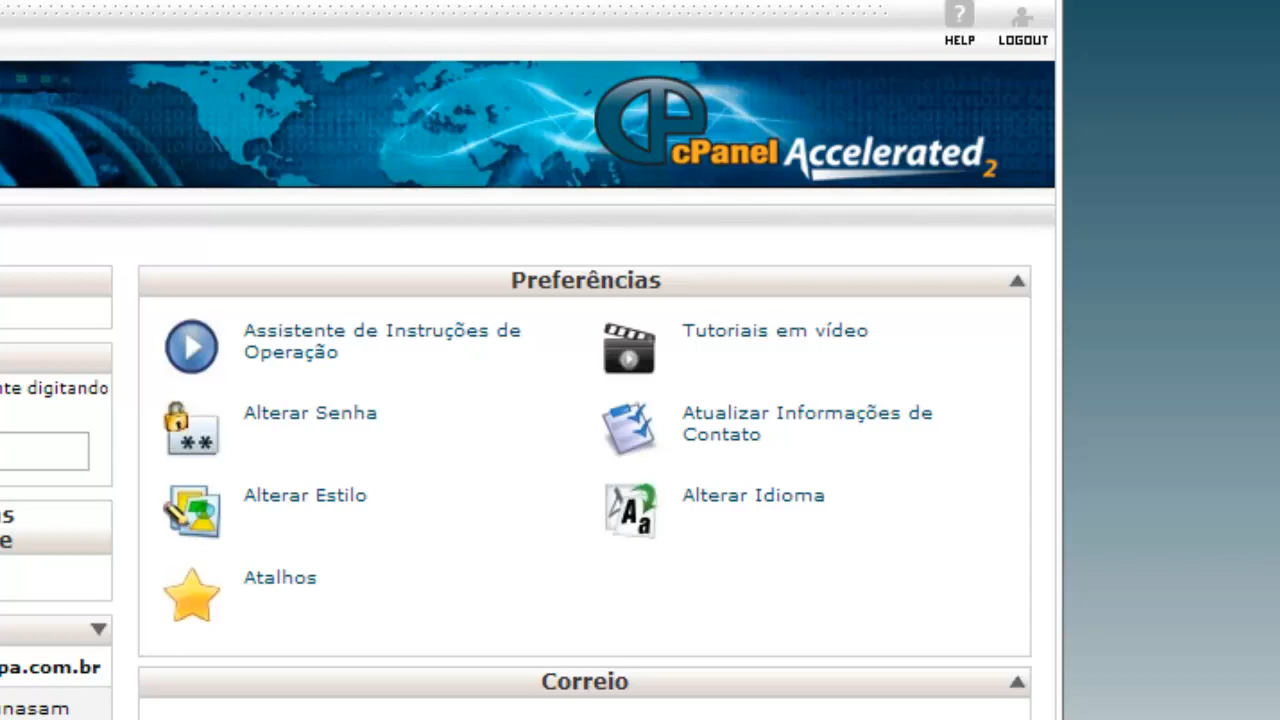 HELP
LOGOUT
cPanel Accelerated 2
Preferências
Assistente de Instruções de
Operação
Tutoriais em vídeo
nte digitando
Alterar Senha
Atualizar Informações de
Contato
Alterar Estilo
Alterar Idioma
Atalhos
pa.com.br
Correio
nasam